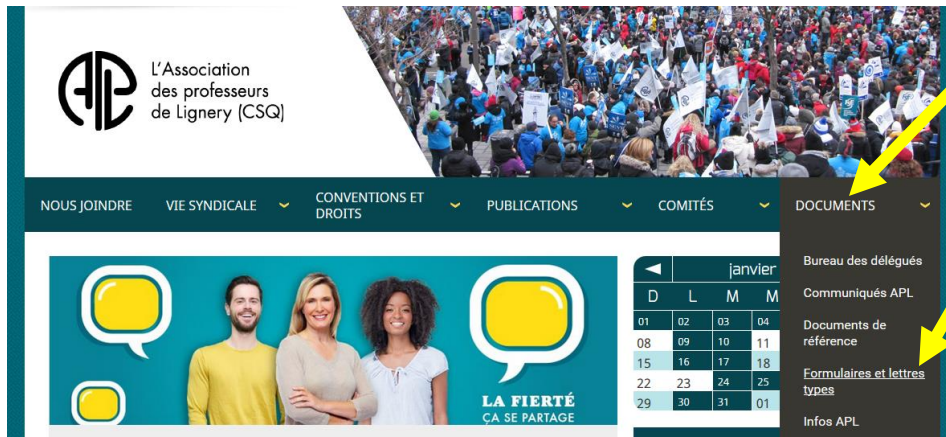 APL
L'Association
des professeurs
de Lignery (CSQ)
NOUS JOINDRE VIE SYNDICALE CONVENTIONS ET DROITS PUBLICATIONS COMITÉS DOCUMENTS
Bureau des délégués
Communiqués APL
Documents de
référence
Formulaires et lettres
types
Infos APL
LA FIERTÉ
ÇA SE PARTAGE
janvier
D L M M
01 02 03 04
08 09 10 11
15 16 17 18
22 23 24 25
29 30 31 01